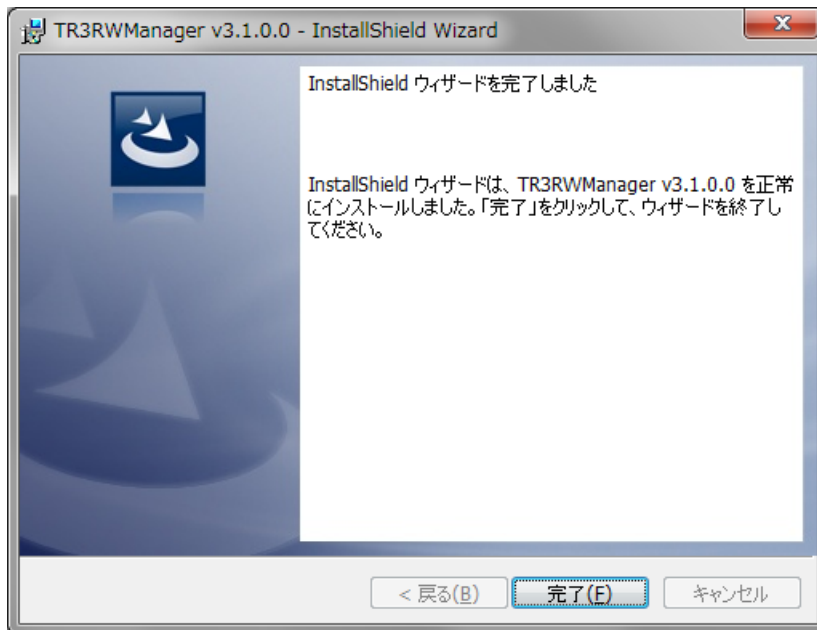 TR3RWManager v3.1.0.0 - InstallShield Wizard
InstallShield ウィザードを完了しました
InstallShield ウィザードは、TR3RWManager v3.1.0.0 を正常
にインストールしました。「完了」をクリックして、ウィザードを終了し
てください。
< 戻る(B) 完了(F) キャンセル